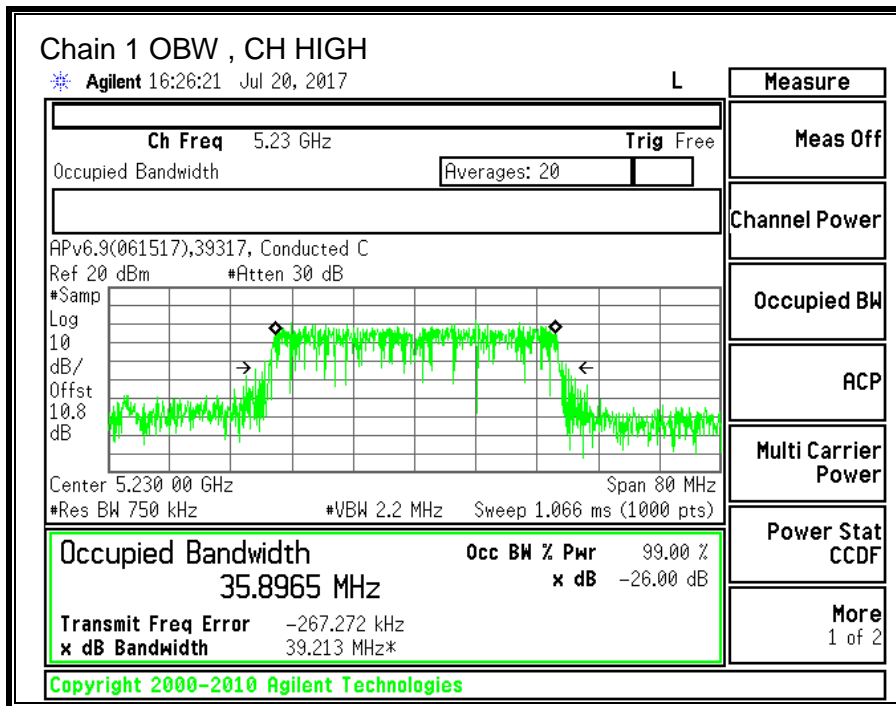 Chain 1 OBW , CH HIGH
Agilent 16:26:21 Jul 20, 2017 L
Measure
Ch Freq 5.23 GHz Trig Free
Occupied Bandwidth Averages: 20
APv6.9(061517),39317, Conducted C
Ref 20 dBm #Atten 30 dB
#Samp
Log
10
dB/
Offst
10.8
dB
Center 5.230 00 GHz Span 80 MHz
#Res BW 750 kHz #VBW 2.2 MHz Sweep 1.066 ms (1000 pts)
Occupied Bandwidth Occ BW % Pwr 99.00 %
35.8965 MHz x dB -26.00 dB
Transmit Freq Error -267.272 kHz
x dB Bandwidth 39.213 MHz*
Meas Off
Channel Power
Occupied BW
ACP
Multi Carrier
Power
Power Stat
CCDF
More
1 of 2
Copyright 2000-2010 Agilent Technologies